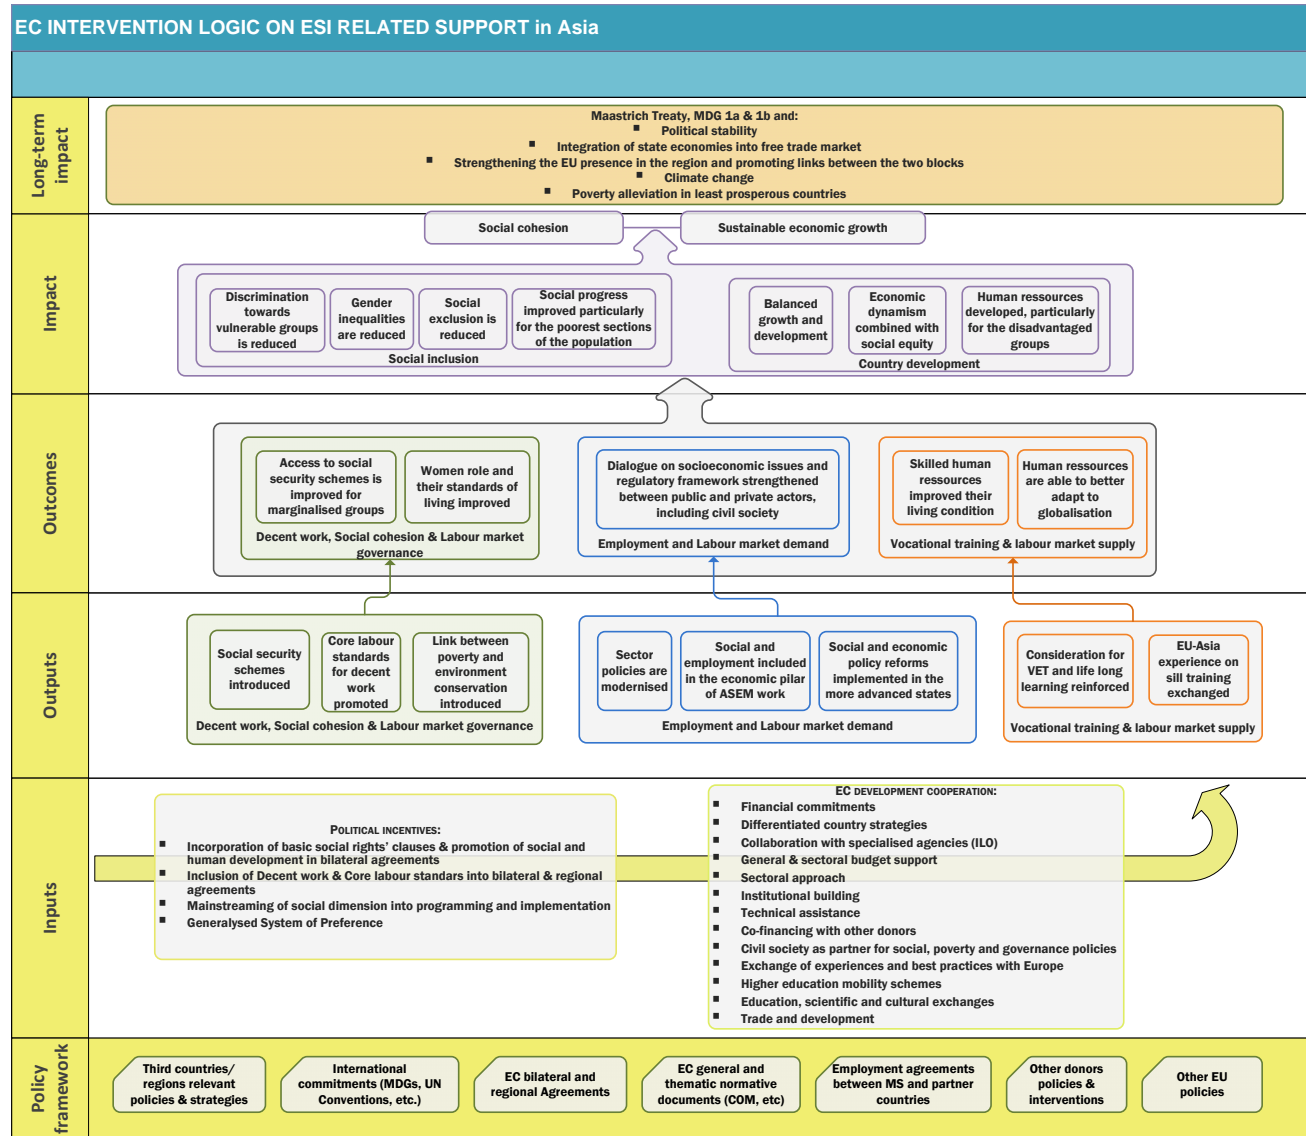 EC INTERVENTION LOGIC ON ESI RELATED SUPPORT in Asia
Long-term
impact
Maastrich Treaty, MDG 1a & 1b and:
▪ Political stability
▪ Integration of state economies into free trade market
▪ Strengthening the EU presence in the region and promoting links between the two blocks
▪ Climate change
▪ Poverty alleviation in least prosperous countries
Impact
Social cohesion
Sustainable economic growth
Discrimination
towards
vulnerable groups
is reduced
Gender
inequalities
are reduced
Social
exclusion is
reduced
Social progress
improved particularly
for the poorest sections
of the population
Social inclusion
Balanced
growth and
development
Economic
dynamism
combined with
social equity
Human ressources
developed, particularly
for the disadvantaged
groups
Country development
Outcomes
Access to social
security schemes is
improved for
marginalised groups
Women role and
their standards of
living improved
Decent work, Social cohesion & Labour market
governance
Dialogue on socioeconomic issues and
regulatory framework strengthened
between public and private actors,
including civil society
Employment and Labour market demand
Skilled human
ressources
improved their
living condition
Human ressources
are able to better
adapt to
globalisation
Vocational training & labour market supply
Outputs
Social security
schemes
introduced
Core labour
standards
for decent
work
promoted
Link between
poverty and
environment
conservation
introduced
Decent work, Social cohesion & Labour market governance
Sector
policies are
modernised
Social and
employment included
in the economic pilar
of ASEM work
Social and economic
policy reforms
implemented in the
more advanced states
Employment and Labour market demand
Consideration for
VET and life long
learning reinforced
EU-Asia
experience on
sill training
exchanged
Vocational training & labour market supply
Inputs
POLITICAL INCENTIVES:
▪ Incorporation of basic social rights' clauses & promotion of social and
human development in bilateral agreements
▪ Inclusion of Decent work & Core labour standars into bilateral & regional
agreements
▪ Mainstreaming of social dimension into programming and implementation
▪ Generalysed System of Preference
EC DEVELOPMENT COOPERATION:
▪ Financial commitments
▪ Differentiated country strategies
▪ Collaboration with specialised agencies (ILO)
▪ General & sectoral budget support
▪ Sectoral approach
▪ Institutional building
▪ Technical assistance
▪ Co-financing with other donors
▪ Civil society as partner for social, poverty and governance policies
▪ Exchange of experiences and best practices with Europe
▪ Higher education mobility schemes
▪ Education, scientific and cultural exchanges
▪ Trade and development
Policy
framework
Third countries/
regions relevant
policies & strategies
International
commitments (MDGs, UN
Conventions, etc.)
EC bilateral and
regional Agreements
EC general and
thematic normative
documents (COM, etc)
Employment agreements
between MS and partner
countries
Other donors
policies &
interventions
Other EU
policies